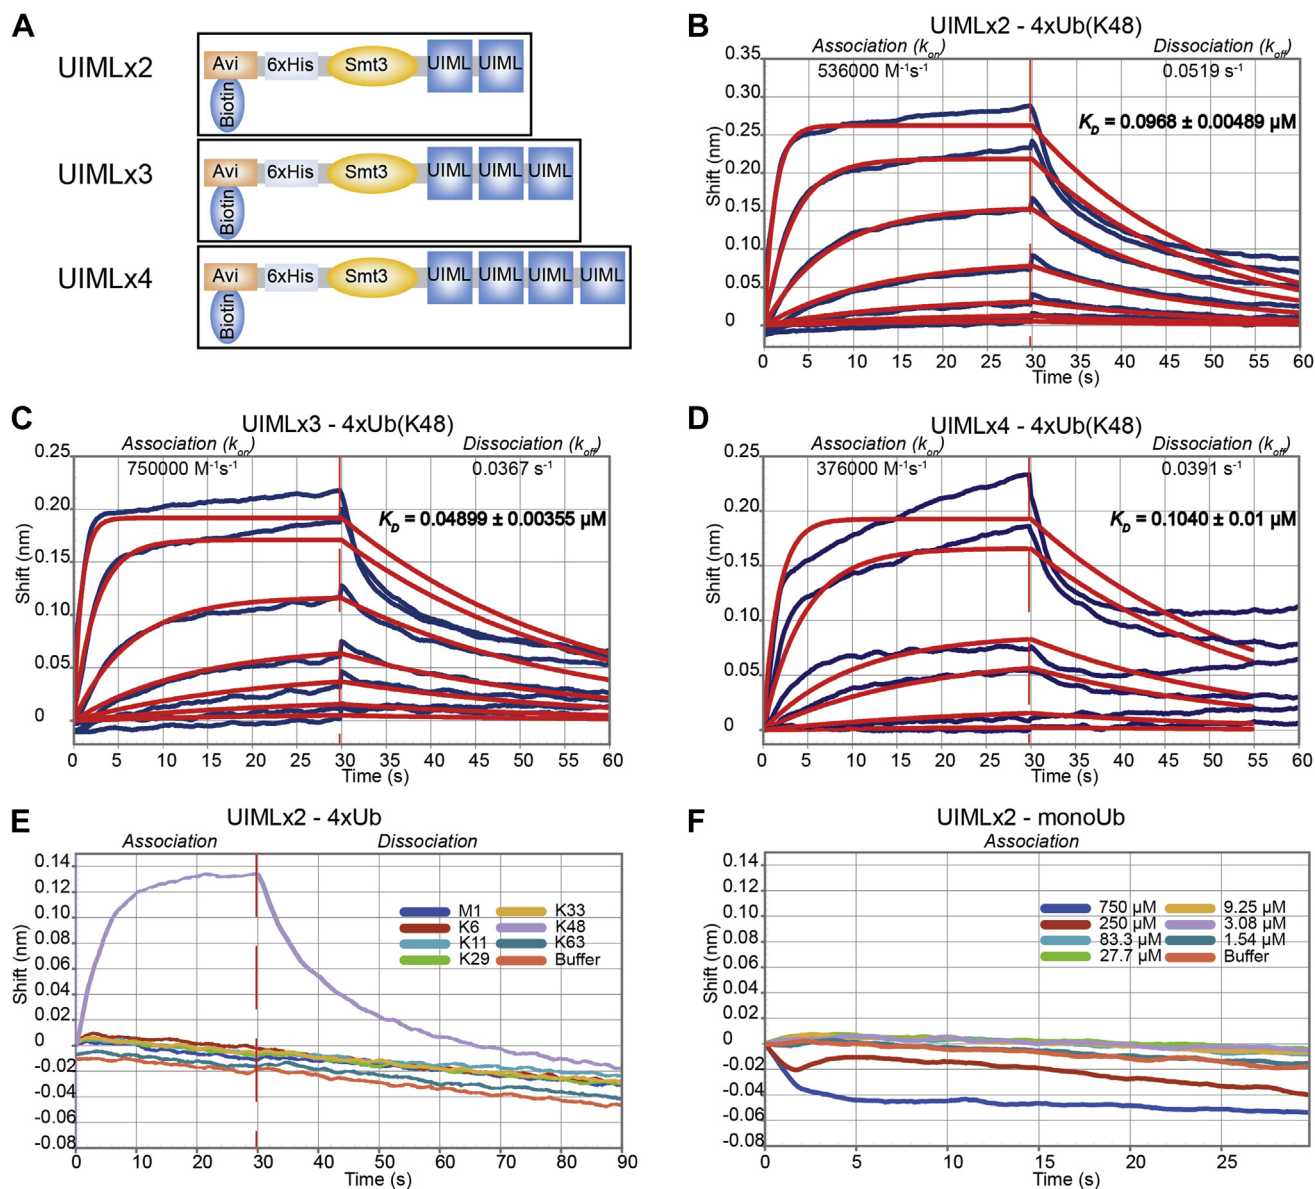 A
UIMLx2
Avi 6xHis Smt3 UIML UIML
Biotin
UIMLx3
Avi 6xHis Smt3 UIML UIML UIML
Biotin
UIMLx4
Avi 6xHis Smt3 UIML UIML UIML UIML
Biotin
B
UIMLx2 - 4xUb(K48)
Association (kon) Dissociation (koff)
536000 M-1s-1 0.0519 s-1
KD = 0.0968 ± 0.00489 µM
Shift (nm)
0.35
0.30
0.25
0.20
0.15
0.10
0.05
0
0 5 10 15 20 25 30 35 40 45 50 55 60
Time (s)
C
UIMLx3 - 4xUb(K48)
Association (kon) Dissociation (koff)
750000 M-1s-1 0.0367 s-1
KD = 0.04899 ± 0.00355 µM
Shift (nm)
0.25
0.20
0.15
0.10
0.05
0
0 5 10 15 20 25 30 35 40 45 50 55 60
Time (s)
D
UIMLx4 - 4xUb(K48)
Association (kon) Dissociation (koff)
376000 M-1s-1 0.0391 s-1
KD = 0.1040 ± 0.01 µM
Shift (nm)
0.25
0.20
0.15
0.10
0.05
0
0 5 10 15 20 25 30 35 40 45 50 55 60
Time (s)
E
UIMLx2 - 4xUb
Association Dissociation
Shift (nm)
0.14
0.12
0.10
0.08
0.06
0.04
0.02
0
-0.02
-0.04
-0.06
-0.08
M1 K33
K6 K48
K11 K63
K29 Buffer
0 10 20 30 40 50 60 70 80 90
Time (s)
F
UIMLx2 - monoUb
Association
Shift (nm)
0.14
0.12
0.10
0.08
0.06
0.04
0.02
0
-0.02
-0.04
-0.06
-0.08
750 µM 9.25 µM
250 µM 3.08 µM
83.3 µM 1.54 µM
27.7 µM Buffer
0 5 10 15 20 25
Time (s)